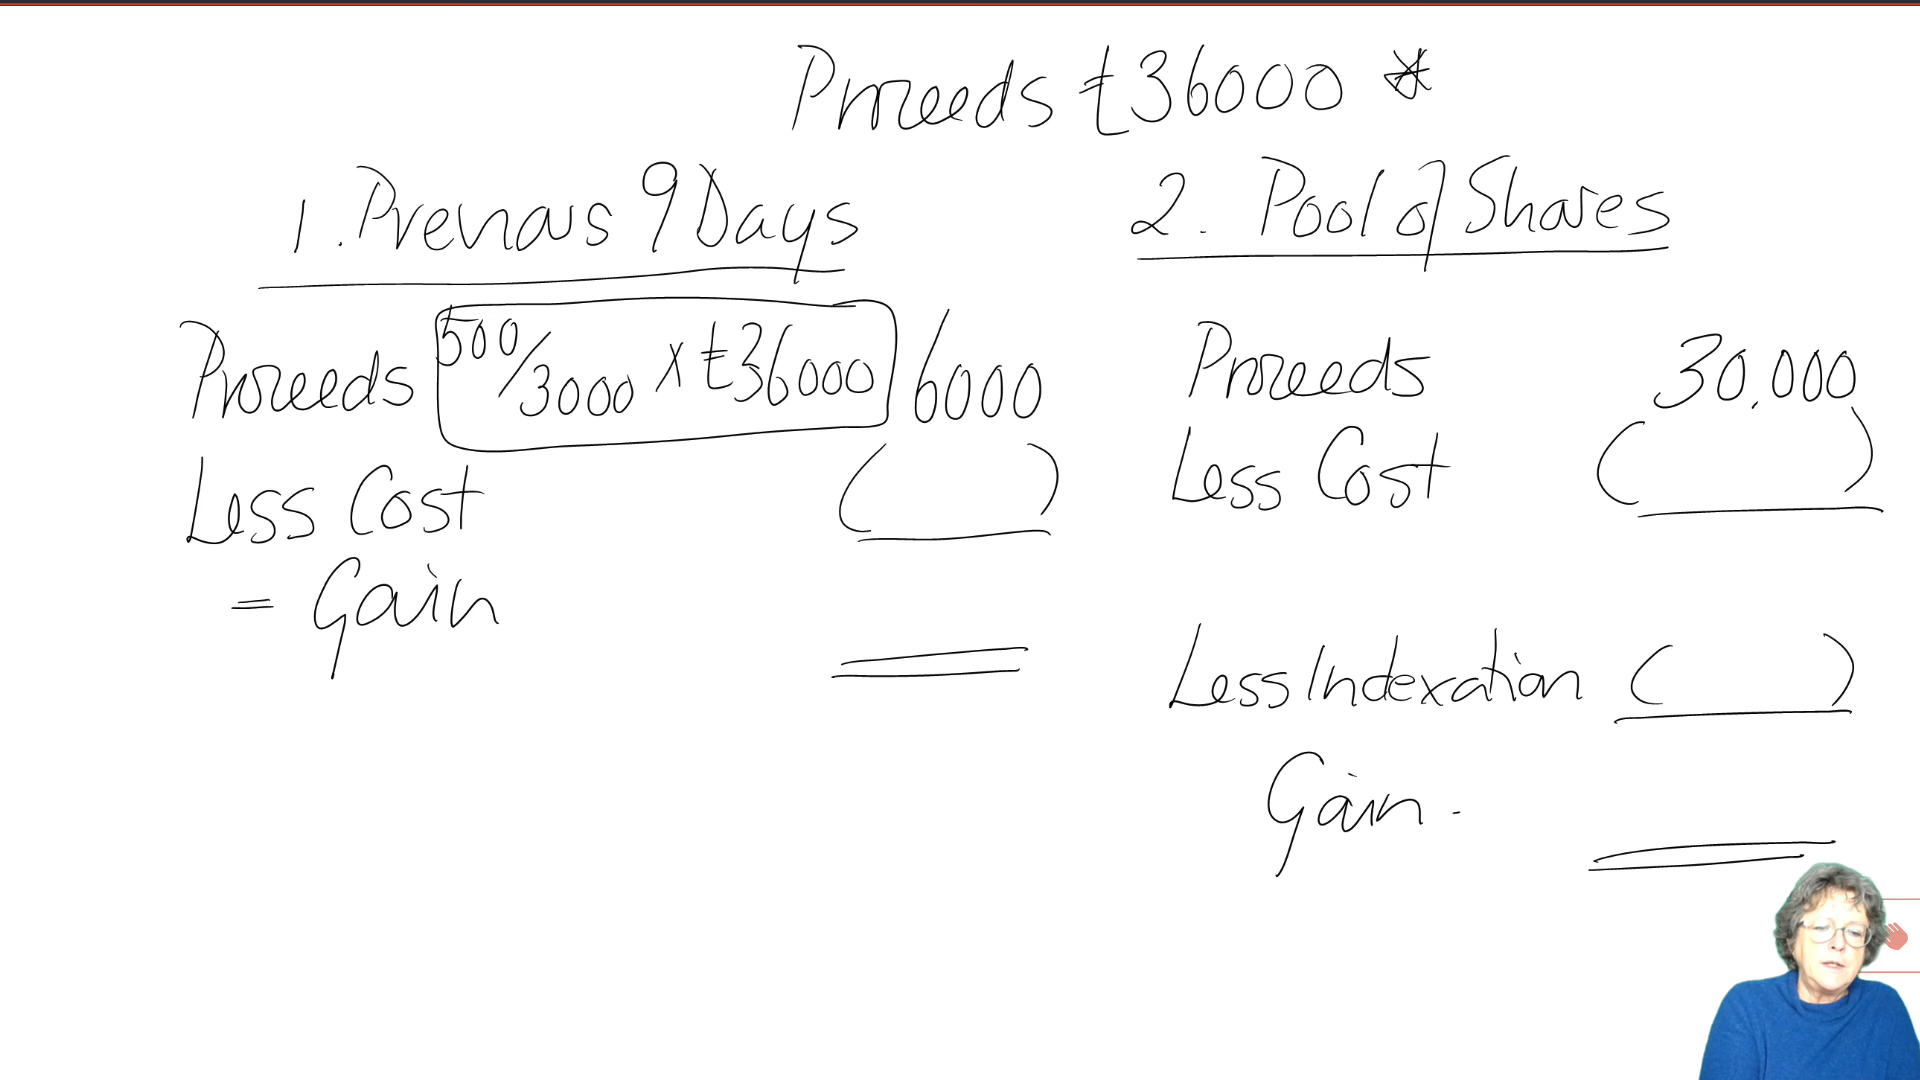 Proceeds £36000 *
1. Previous 9 Days
Proceeds 500/3000 x £36000 6000
Less Cost ( )
= Gain
2. Pool of Shares
Proceeds 30,000
Less Cost ( )
Less Indexation ( )
Gain.